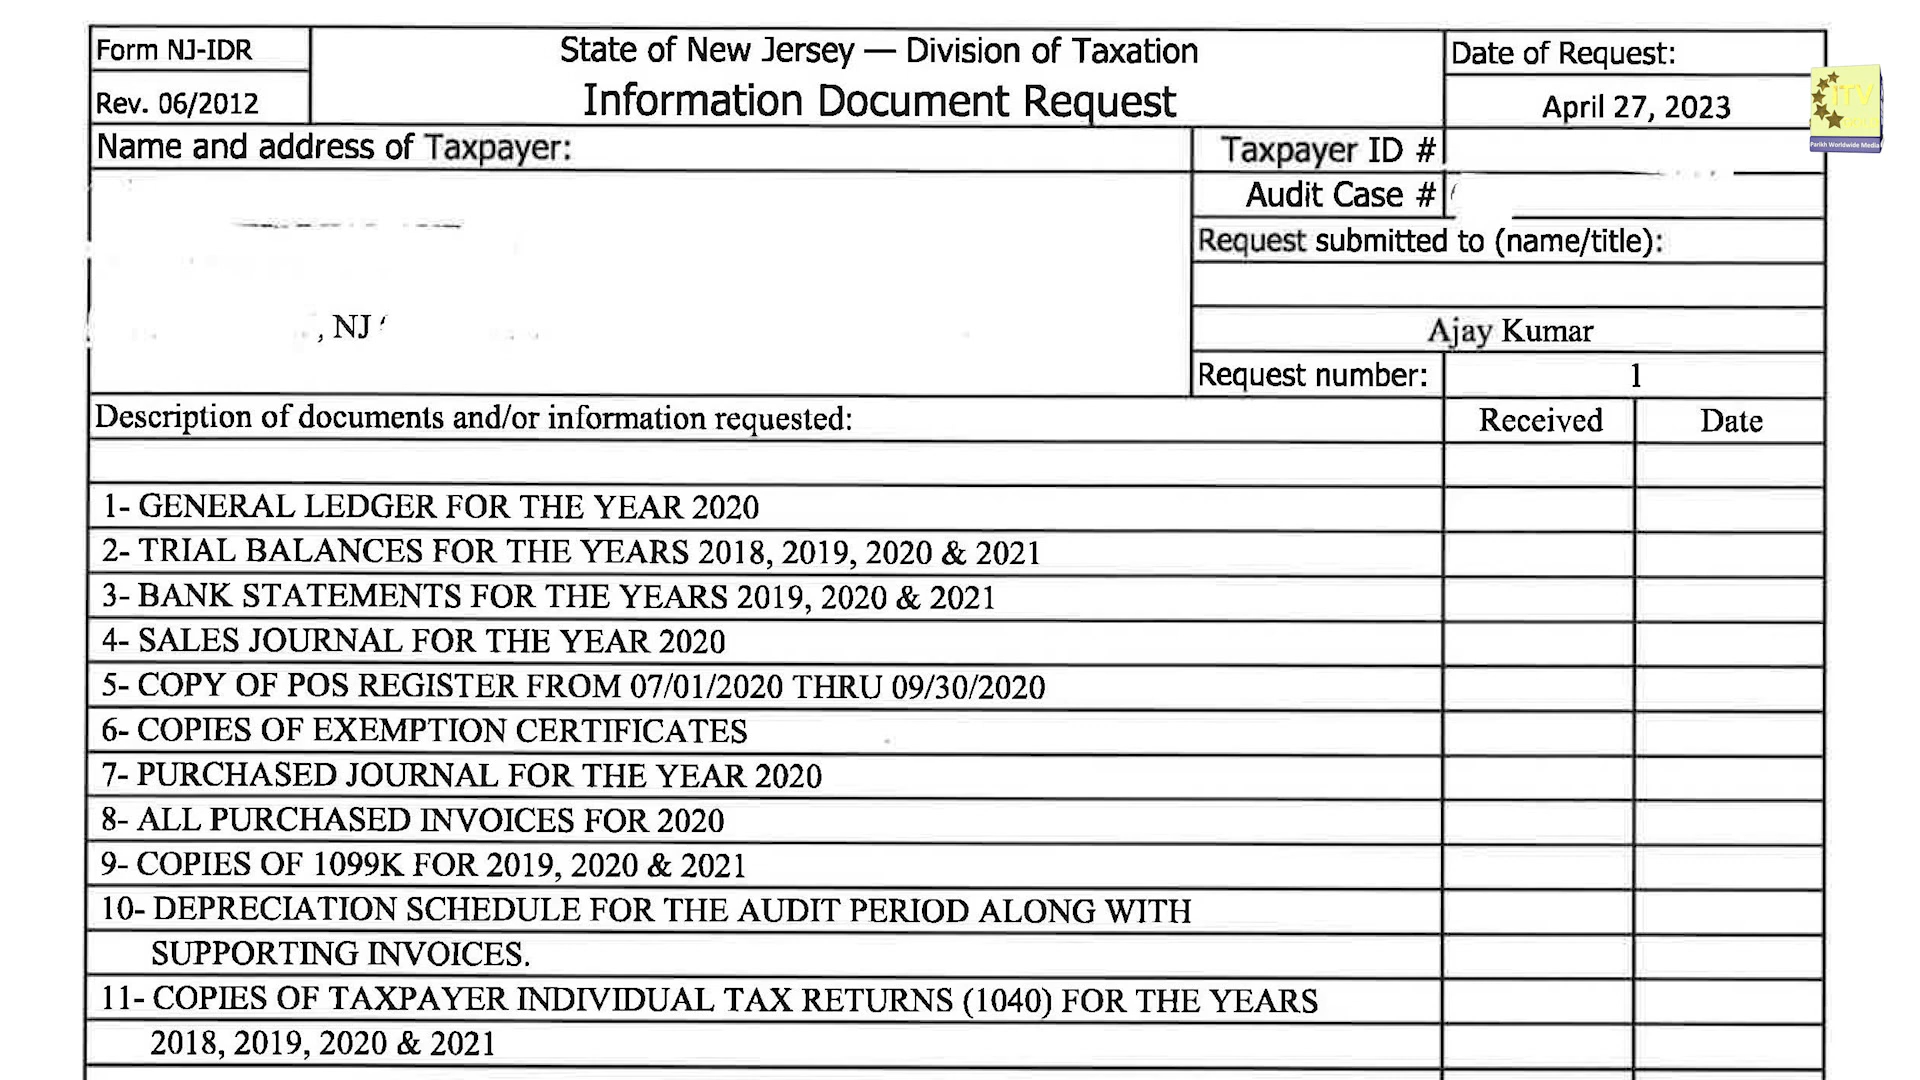 Form NJ-IDR
Rev. 06/2012
State of New Jersey — Division of Taxation
Information Document Request
Date of Request:
April 27, 2023
iTV
Parikh Worldwide Media
Name and address of Taxpayer:
, NJ
Taxpayer ID #
Audit Case #
Request submitted to (name/title):
Ajay Kumar
Request number: 1
Description of documents and/or information requested:
Received
Date
1- GENERAL LEDGER FOR THE YEAR 2020
2- TRIAL BALANCES FOR THE YEARS 2018, 2019, 2020 & 2021
3- BANK STATEMENTS FOR THE YEARS 2019, 2020 & 2021
4- SALES JOURNAL FOR THE YEAR 2020
5- COPY OF POS REGISTER FROM 07/01/2020 THRU 09/30/2020
6- COPIES OF EXEMPTION CERTIFICATES
7- PURCHASED JOURNAL FOR THE YEAR 2020
8- ALL PURCHASED INVOICES FOR 2020
9- COPIES OF 1099K FOR 2019, 2020 & 2021
10- DEPRECIATION SCHEDULE FOR THE AUDIT PERIOD ALONG WITH
SUPPORTING INVOICES.
11- COPIES OF TAXPAYER INDIVIDUAL TAX RETURNS (1040) FOR THE YEARS
2018, 2019, 2020 & 2021